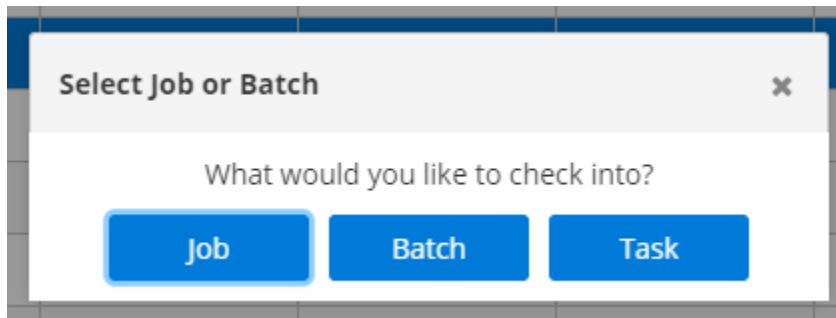 Select Job or Batch
What would you like to check into?
Job Batch Task